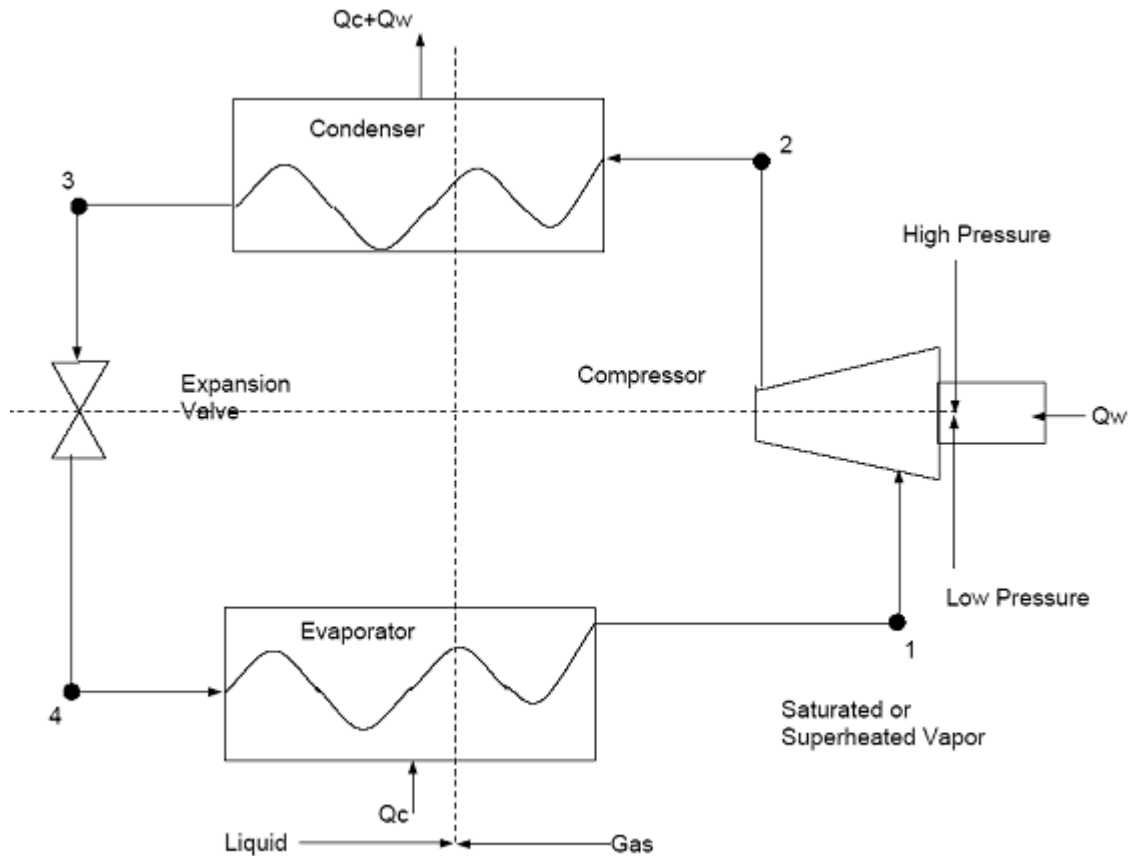 Qc+Qw
Condenser
2
3
High Pressure
Expansion
Valve
Compressor
Qw
Low Pressure
Evaporator
1
4
Saturated or
Superheated Vapor
Qc
Liquid
Gas